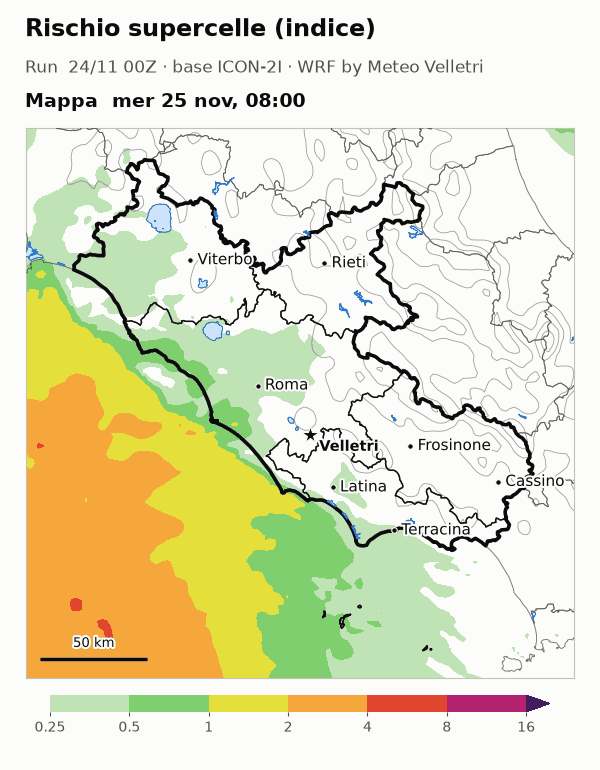 Rischio supercelle (indice)
Run  24/11 00Z · base ICON-2I · WRF by Meteo Velletri
Mappa  mer 25 nov, 08:00
Viterbo
Rieti
Roma
Velletri
Frosinone
Latina
Cassino
Terracina
50 km
0.25 0.5 1 2 4 8 16